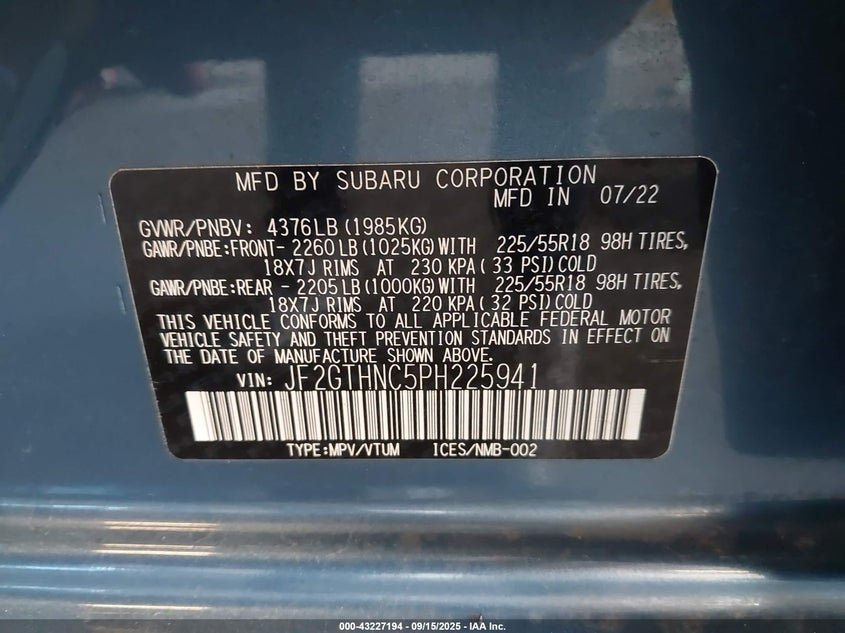 MFD BY SUBARU CORPORATION
MFD IN 07/22
GVWR/PNBV: 4376LB(1985KG)
GAWR/PNBE:FRONT- 2260LB(1025KG)WITH 225/55R18 98H TIRES,
18X7J RIMS AT 230 KPA( 33 PSI)COLD
GAWR/PNBE:REAR - 2205LB(1000KG)WITH 225/55R18 98H TIRES,
18X7J RIMS AT 220 KPA( 32 PSI)COLD
THIS VEHICLE CONFORMS TO ALL APPLICABLE FEDERAL MOTOR
VEHICLE SAFETY AND THEFT PREVENTION STANDARDS IN EFFECT ON
THE DATE OF MANUFACTURE SHOWN ABOVE.
VIN: JF2GTHNC5PH225941
TYPE:MPV/VTUM ICES/NMB-002
000-43227194 - 09/15/2025 - IAA Inc.